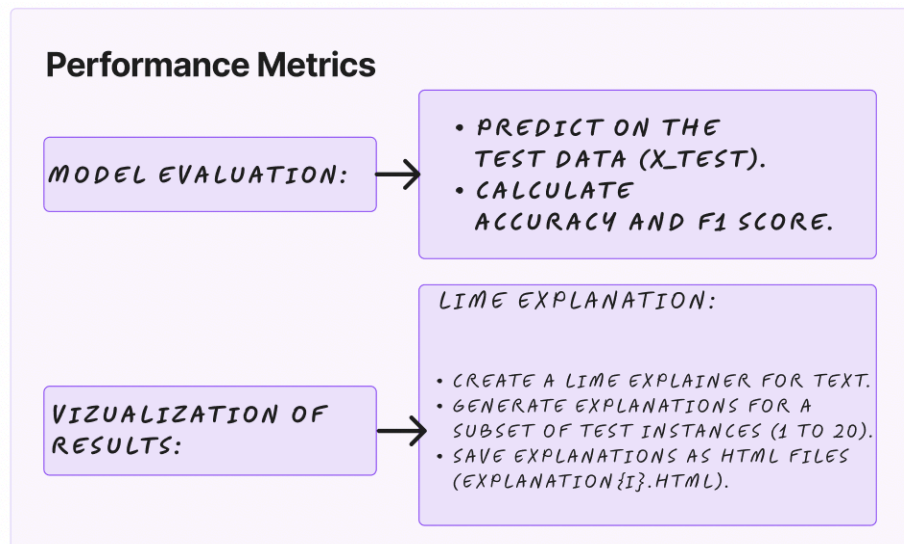 Performance Metrics
MODEL EVALUATION:
• PREDICT ON THE
TEST DATA (X_TEST).
• CALCULATE
ACCURACY AND F1 SCORE.
VIZUALIZATION OF
RESULTS:
LIME EXPLANATION:
• CREATE A LIME EXPLAINER FOR TEXT.
• GENERATE EXPLANATIONS FOR A
SUBSET OF TEST INSTANCES (1 TO 20).
• SAVE EXPLANATIONS AS HTML FILES
(EXPLANATION{I}.HTML).